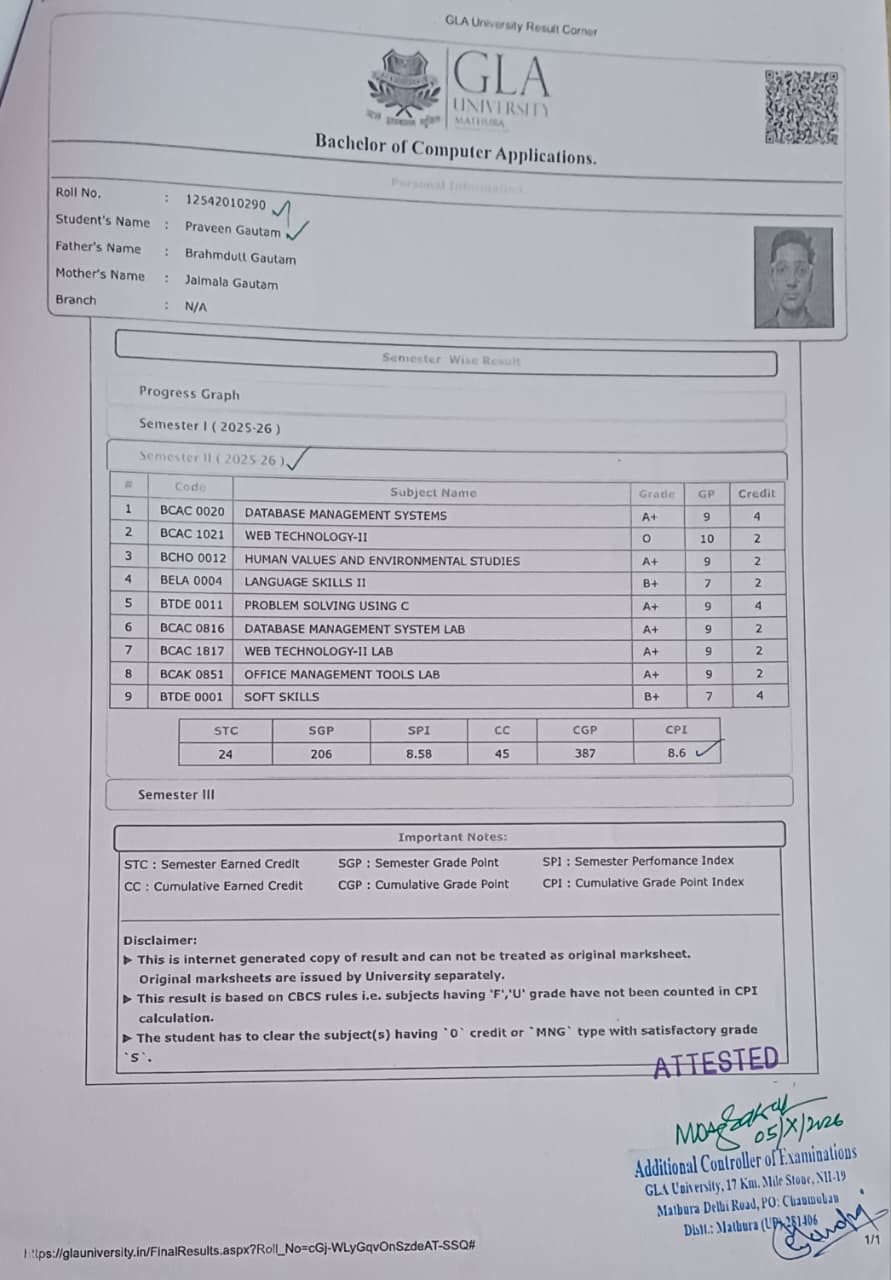 GLA University Result Corner
GLA
UNIVERSITY
MATHURA
Bachelor of Computer Applications.
Personal Information
Roll No. : 12542010290
Student's Name : Praveen Gautam
Father's Name : Brahmdutt Gautam
Mother's Name : Jaimala Gautam
Branch : N/A
Semester Wise Result
Progress Graph
Semester I ( 2025-26 )
Semester II ( 2025-26 )
# Code Subject Name Grade GP Credit
1 BCAC 0020 DATABASE MANAGEMENT SYSTEMS A+ 9 4
2 BCAC 1021 WEB TECHNOLOGY-II O 10 2
3 BCHO 0012 HUMAN VALUES AND ENVIRONMENTAL STUDIES A+ 9 2
4 BELA 0004 LANGUAGE SKILLS II B+ 7 2
5 BTDE 0011 PROBLEM SOLVING USING C A+ 9 4
6 BCAC 0816 DATABASE MANAGEMENT SYSTEM LAB A+ 9 2
7 BCAC 1817 WEB TECHNOLOGY-II LAB A+ 9 2
8 BCAK 0851 OFFICE MANAGEMENT TOOLS LAB A+ 9 2
9 BTDE 0001 SOFT SKILLS B+ 7 4
STC SGP SPI CC CGP CPI
24 206 8.58 45 387 8.6
Semester III
Important Notes:
STC : Semester Earned Credit SGP : Semester Grade Point SPI : Semester Perfomance Index
CC : Cumulative Earned Credit CGP : Cumulative Grade Point CPI : Cumulative Grade Point Index
Disclaimer:
▶ This is internet generated copy of result and can not be treated as original marksheet.
Original marksheets are issued by University separately.
▶ This result is based on CBCS rules i.e. subjects having 'F','U' grade have not been counted in CPI
calculation.
▶ The student has to clear the subject(s) having `0` credit or `MNG` type with satisfactory grade
`S`.
ATTESTED
05/X/2026
Additional Controller of Examinations
GLA University, 17 Km. Mile Stone, NH-19
Mathura Delhi Road, PO: Chaumuhan
Distt.: Mathura (UP) 281406
1/1
https://glauniversity.in/FinalResults.aspx?Roll_No=cGj-WLyGqvOnSzdeAT-SSQ#